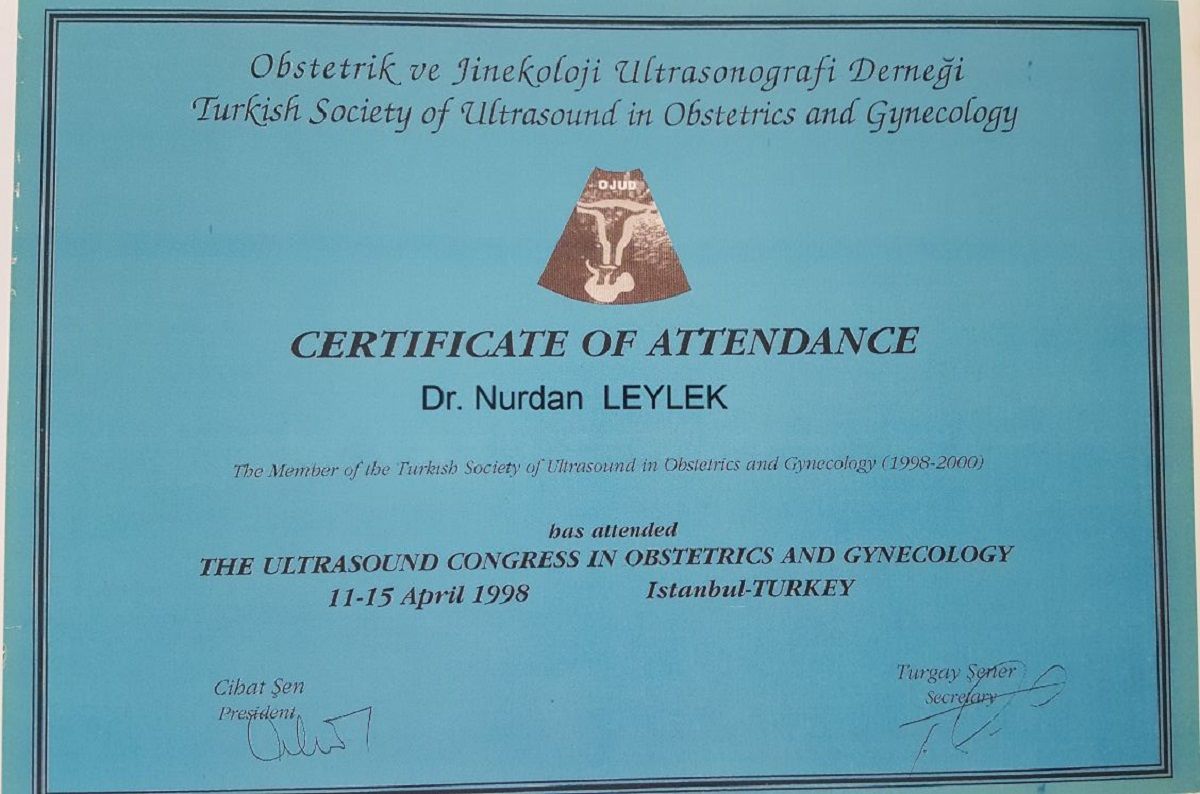 Obstetrik ve Jinekoloji Ultrasonografi Derneği
Turkish Society of Ultrasound in Obstetrics and Gynecology
OJUD
CERTIFICATE OF ATTENDANCE
Dr. Nurdan LEYLEK
The Member of the Turkish Society of Ultrasound in Obstetrics and Gynecology (1998-2000)
has attended
THE ULTRASOUND CONGRESS IN OBSTETRICS AND GYNECOLOGY
11-15 April 1998 Istanbul-TURKEY
Cihat Şen
President
Turgay Şener
Secretary